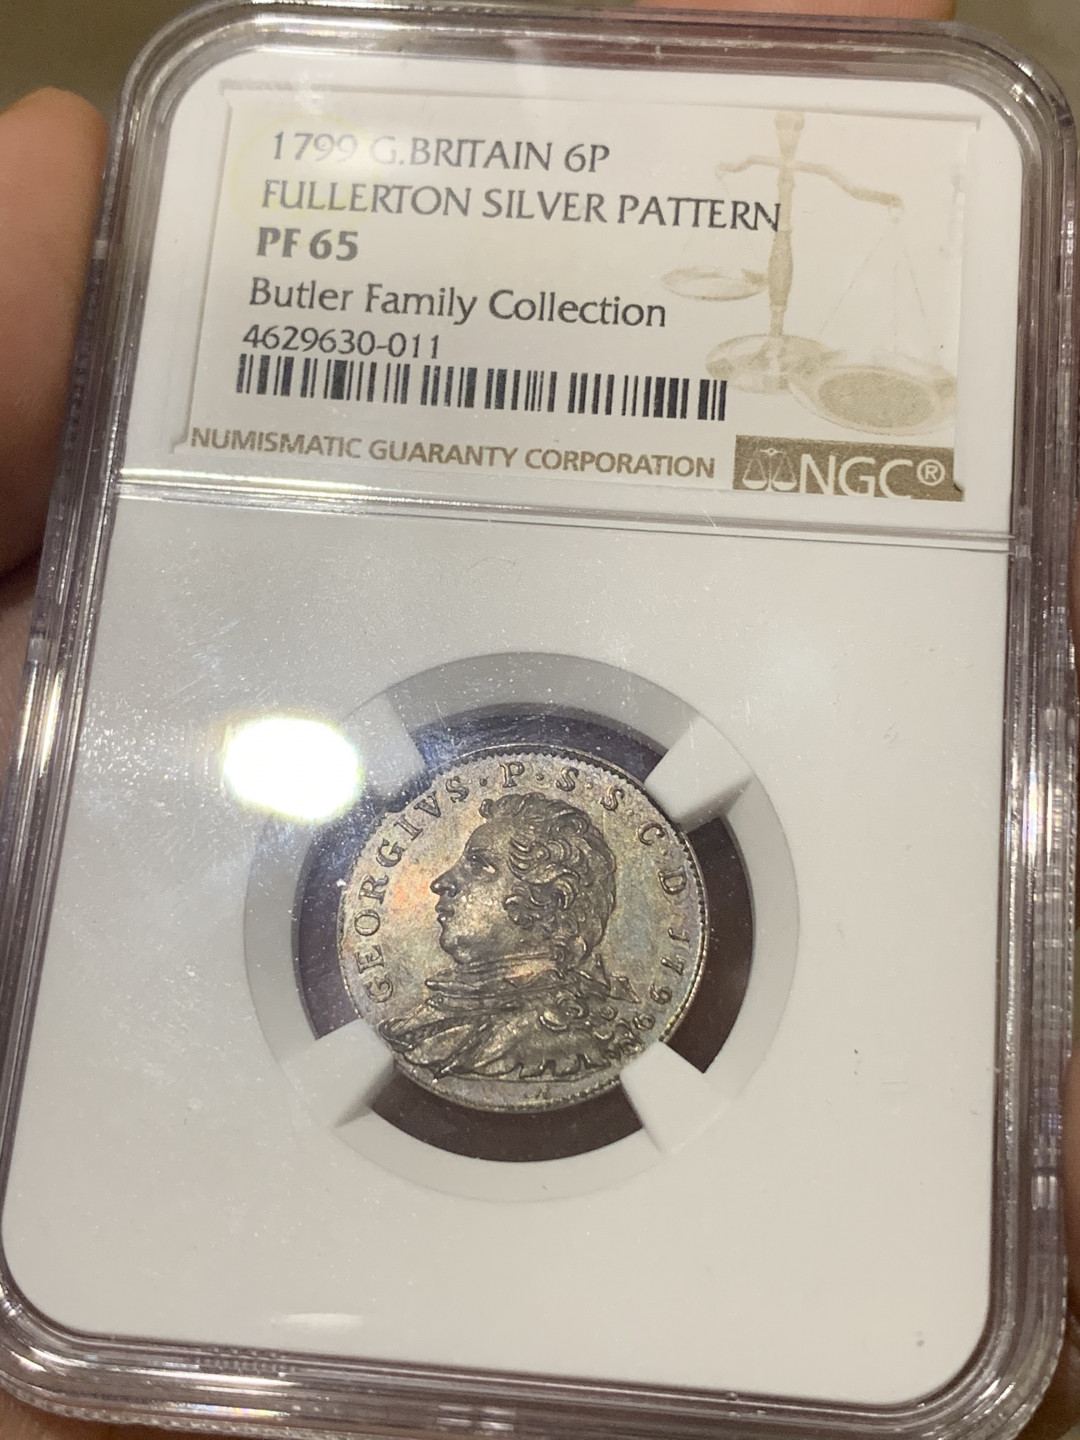 1799 G.BRITAIN 6P
FULLERTON SILVER PATTERN
PF 65
Butler Family Collection
4629630-011
NUMISMATIC GUARANTY CORPORATION
NGC®
GEORGIVS·P·S·S·C·D·1799